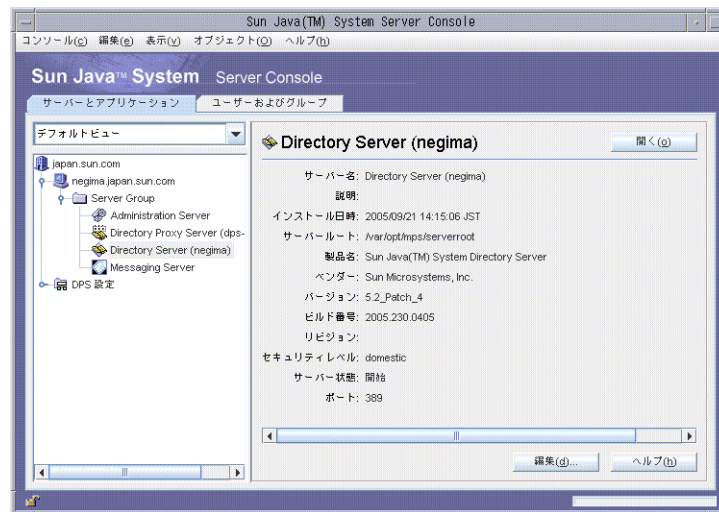 Sun Java(TM) System Server Console
コンソール(c) 編集(e) 表示(v) オブジェクト(O) ヘルプ(h)
Sun Java™ System Server Console
サーバーとアプリケーション ユーザーおよびグループ
デフォルトビュー
japan.sun.com
negima.japan.sun.com
Server Group
Administration Server
Directory Proxy Server (dps-
Directory Server (negima)
Messaging Server
DPS 設定
Directory Server (negima)
開く(o)
サーバー名: Directory Server (negima)
説明:
インストール日時: 2005/09/21 14:15:06 JST
サーバールート: /var/opt/mps/serverroot
製品名: Sun Java(TM) System Directory Server
ベンダー: Sun Microsystems, Inc.
バージョン: 5.2_Patch_4
ビルド番号: 2005.230.0405
リビジョン:
セキュリティレベル: domestic
サーバー状態: 開始
ポート: 389
編集(d)... ヘルプ(h)